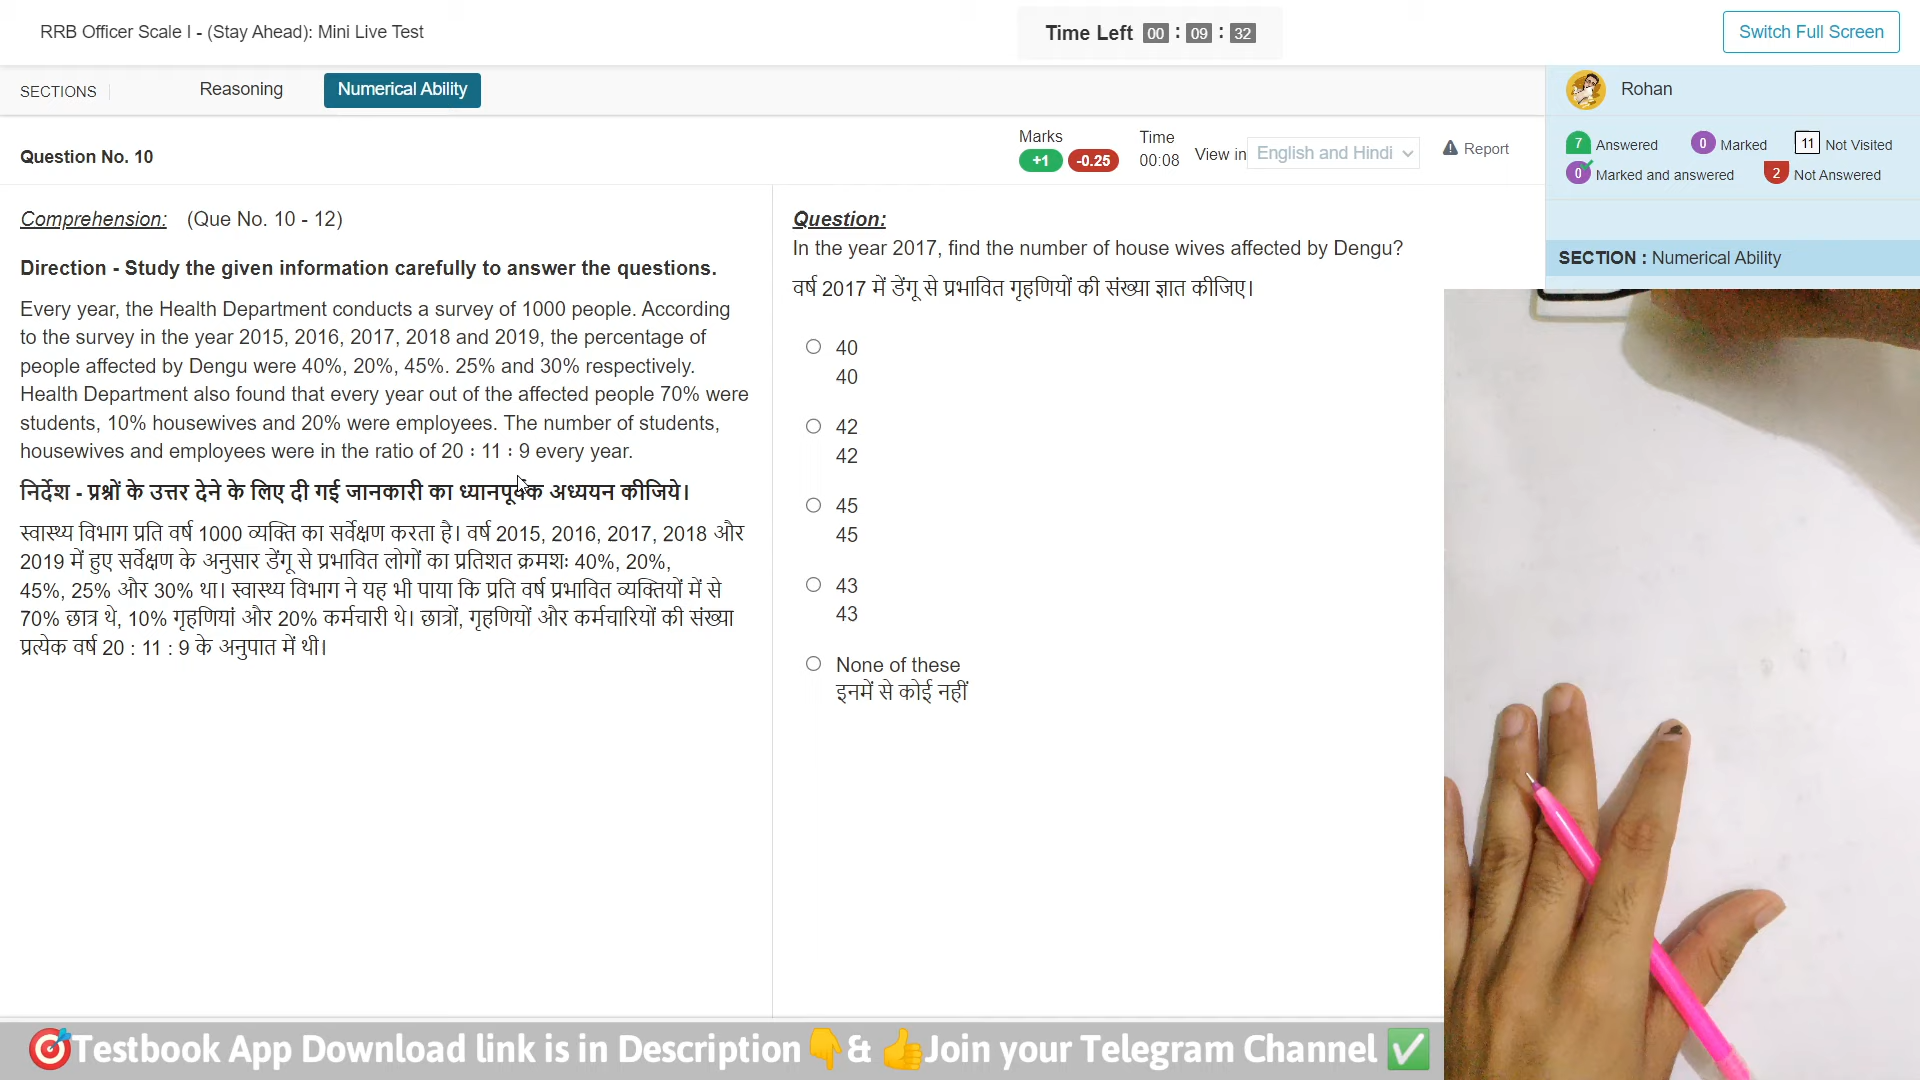 RRB Officer Scale I - (Stay Ahead): Mini Live Test
Time Left 00 : 09 : 32
Switch Full Screen
SECTIONS
Reasoning
Numerical Ability
Rohan
Question No. 10
Marks
+1 -0.25
Time
00:08
View in English and Hindi
Report
7 Answered
0 Marked
11 Not Visited
0 Marked and answered
2 Not Answered
SECTION : Numerical Ability
Comprehension: (Que No. 10 - 12)
Direction - Study the given information carefully to answer the questions.
Every year, the Health Department conducts a survey of 1000 people. According
to the survey in the year 2015, 2016, 2017, 2018 and 2019, the percentage of
people affected by Dengu were 40%, 20%, 45%. 25% and 30% respectively.
Health Department also found that every year out of the affected people 70% were
students, 10% housewives and 20% were employees. The number of students,
housewives and employees were in the ratio of 20 : 11 : 9 every year.
निर्देश - प्रश्नों के उत्तर देने के लिए दी गई जानकारी का ध्यानपूर्वक अध्ययन कीजिये।
स्वास्थ्य विभाग प्रति वर्ष 1000 व्यक्ति का सर्वेक्षण करता है। वर्ष 2015, 2016, 2017, 2018 और
2019 में हुए सर्वेक्षण के अनुसार डेंगू से प्रभावित लोगों का प्रतिशत क्रमशः 40%, 20%,
45%, 25% और 30% था। स्वास्थ्य विभाग ने यह भी पाया कि प्रति वर्ष प्रभावित व्यक्तियों में से
70% छात्र थे, 10% गृहणियां और 20% कर्मचारी थे। छात्रों, गृहणियों और कर्मचारियों की संख्या
प्रत्येक वर्ष 20 : 11 : 9 के अनुपात में थी।
Question:
In the year 2017, find the number of house wives affected by Dengu?
वर्ष 2017 में डेंगू से प्रभावित गृहणियों की संख्या ज्ञात कीजिए।
40
40
42
42
45
45
43
43
None of these
इनमें से कोई नहीं
Testbook App Download link is in Description & Join your Telegram Channel